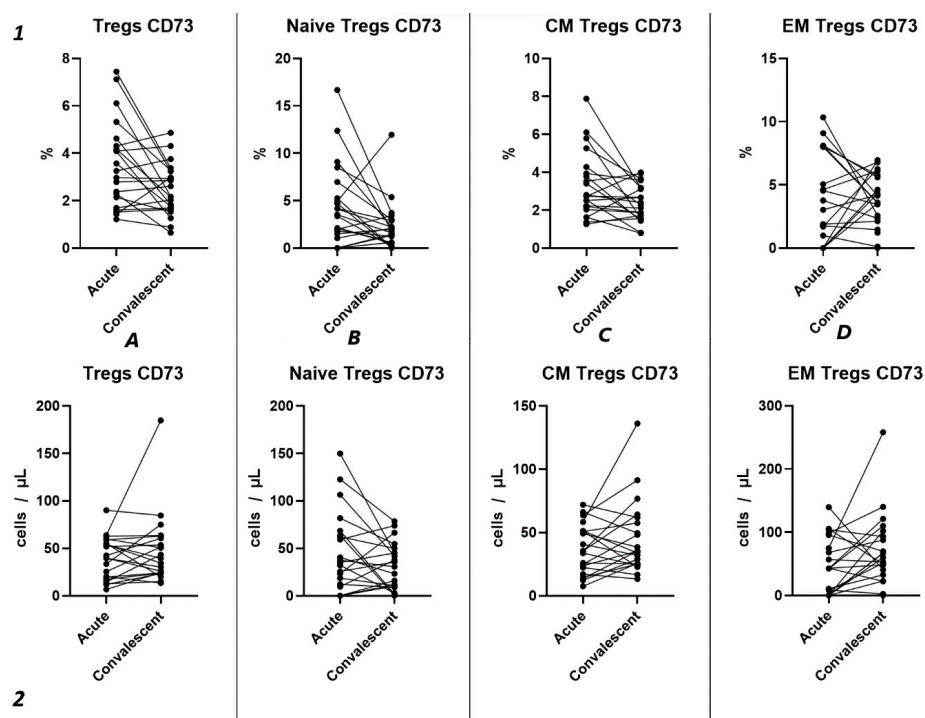 1
Tregs CD73
Naive Tregs CD73
CM Tregs CD73
EM Tregs CD73
8
6
4
2
0
%
Acute
Convalescent
20
15
10
5
0
%
Acute
Convalescent
10
8
6
4
2
0
%
Acute
Convalescent
15
10
5
0
%
Acute
Convalescent
A
B
C
D
Tregs CD73
Naive Tregs CD73
CM Tregs CD73
EM Tregs CD73
200
150
100
50
0
cells / μL
Acute
Convalescent
200
150
100
50
0
cells / μL
Acute
Convalescent
150
100
50
0
cells / μL
Acute
Convalescent
300
200
100
0
cells / μL
Acute
Convalescent
2